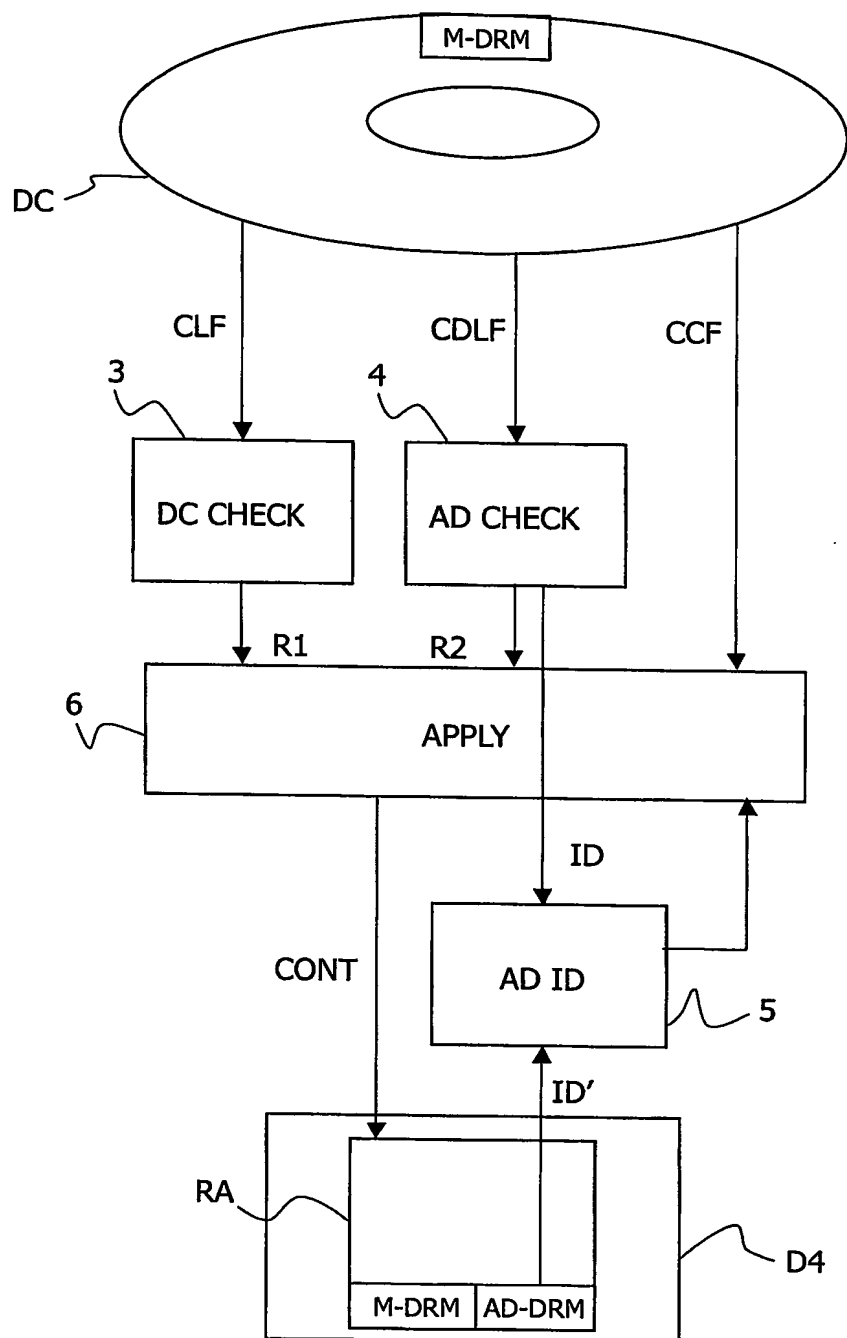 M-DRM
DC
CLF
CDLF
CCF
3
4
DC CHECK
AD CHECK
R1
R2
6
APPLY
ID
CONT
AD ID
5
ID'
RA
D4
M-DRM
AD-DRM